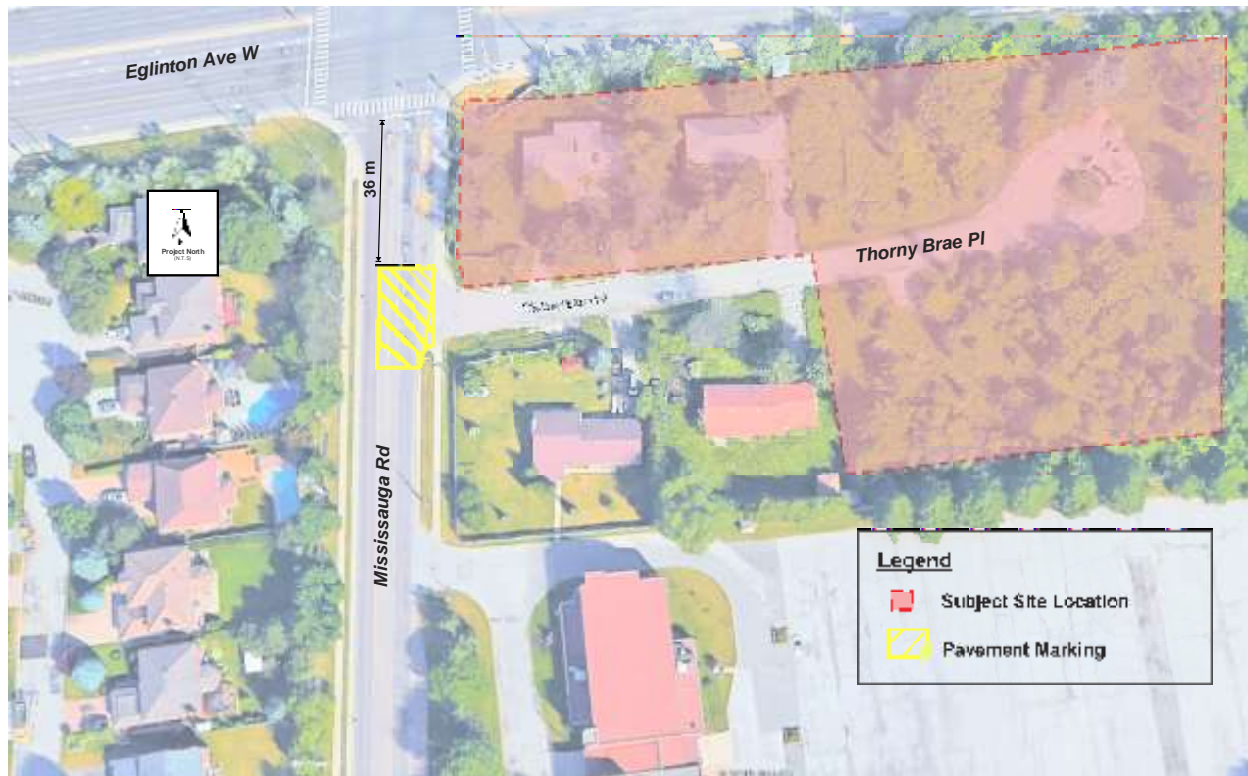 Eglinton Ave W
36 m
Project North
(N.T.S)
Thorny Brae Pl
Mississauga Rd
Legend
Subject Site Location
Pavement Marking